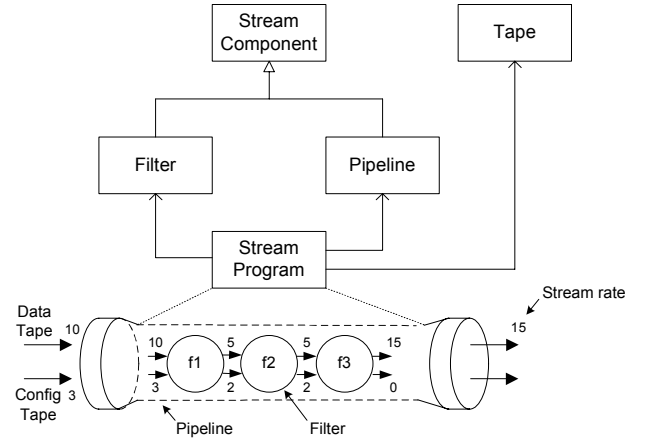 Stream
Component
Tape
Filter
Pipeline
Stream
Program
Stream rate
Data
Tape
10
15
10
5
5
15
f1
f2
f3
3
2
2
0
Config
Tape
3
Pipeline
Filter